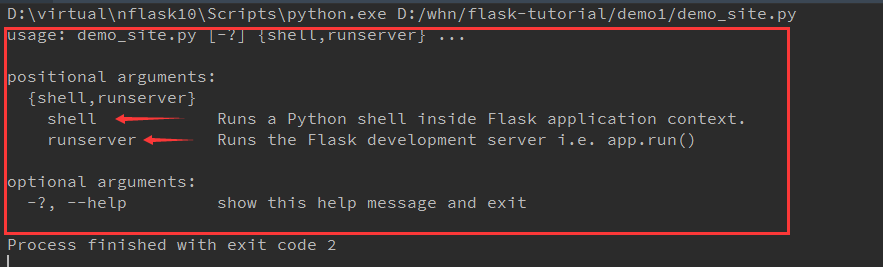 D:\virtual\nflask10\Scripts\python.exe D:/whn/flask-tutorial/demo1/demo_site.py
usage: demo_site.py [-?] {shell,runserver} ...
positional arguments:
{shell,runserver}
shell Runs a Python shell inside Flask application context.
runserver Runs the Flask development server i.e. app.run()
optional arguments:
-?, --help show this help message and exit
Process finished with exit code 2